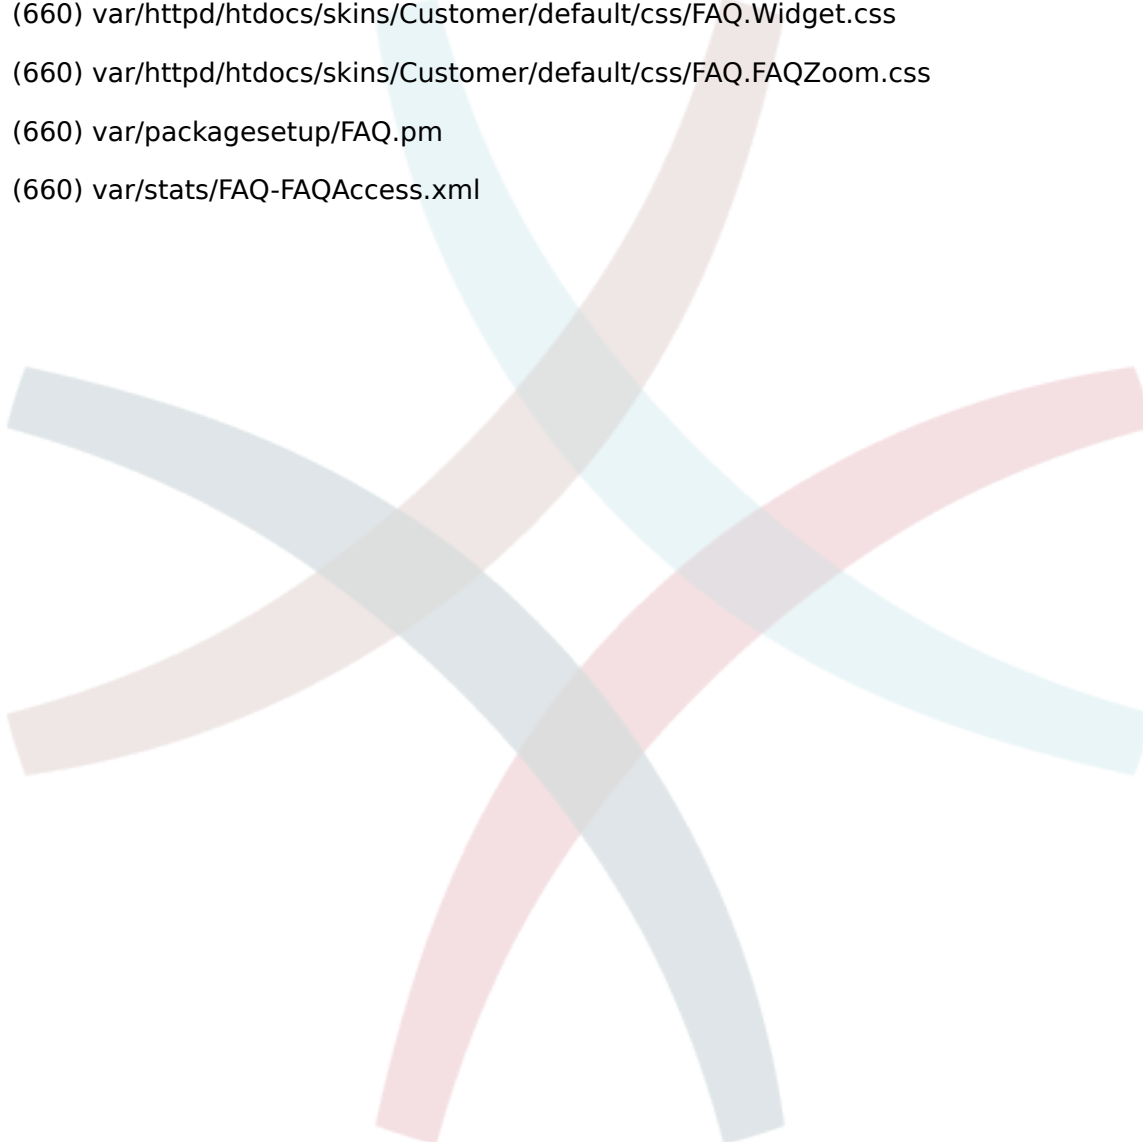 (660) var/httpd/htdocs/skins/Customer/default/css/FAQ.Widget.css
(660) var/httpd/htdocs/skins/Customer/default/css/FAQ.FAQZoom.css
(660) var/packagesetup/FAQ.pm
(660) var/stats/FAQ-FAQAccess.xml